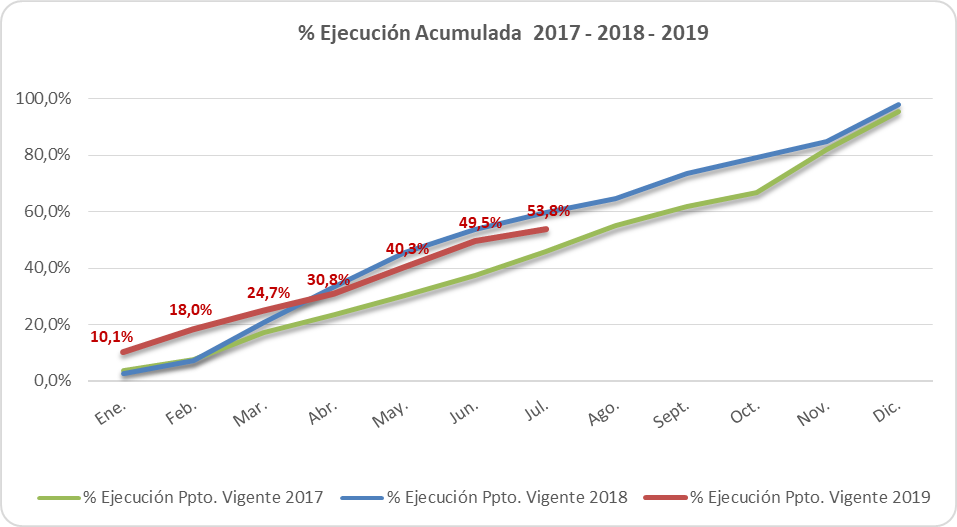 % Ejecución Acumulada 2017 - 2018 - 2019
100,0%
80,0%
60,0%
40,0%
20,0%
0,0%
10,1%
18,0%
24,7%
30,8%
40,3%
49,5%
53,8%
Ene.
Feb.
Mar.
Abr.
May.
Jun.
Jul.
Ago.
Sept.
Oct.
Nov.
Dic.
% Ejecución Ppto. Vigente 2017
% Ejecución Ppto. Vigente 2018
% Ejecución Ppto. Vigente 2019